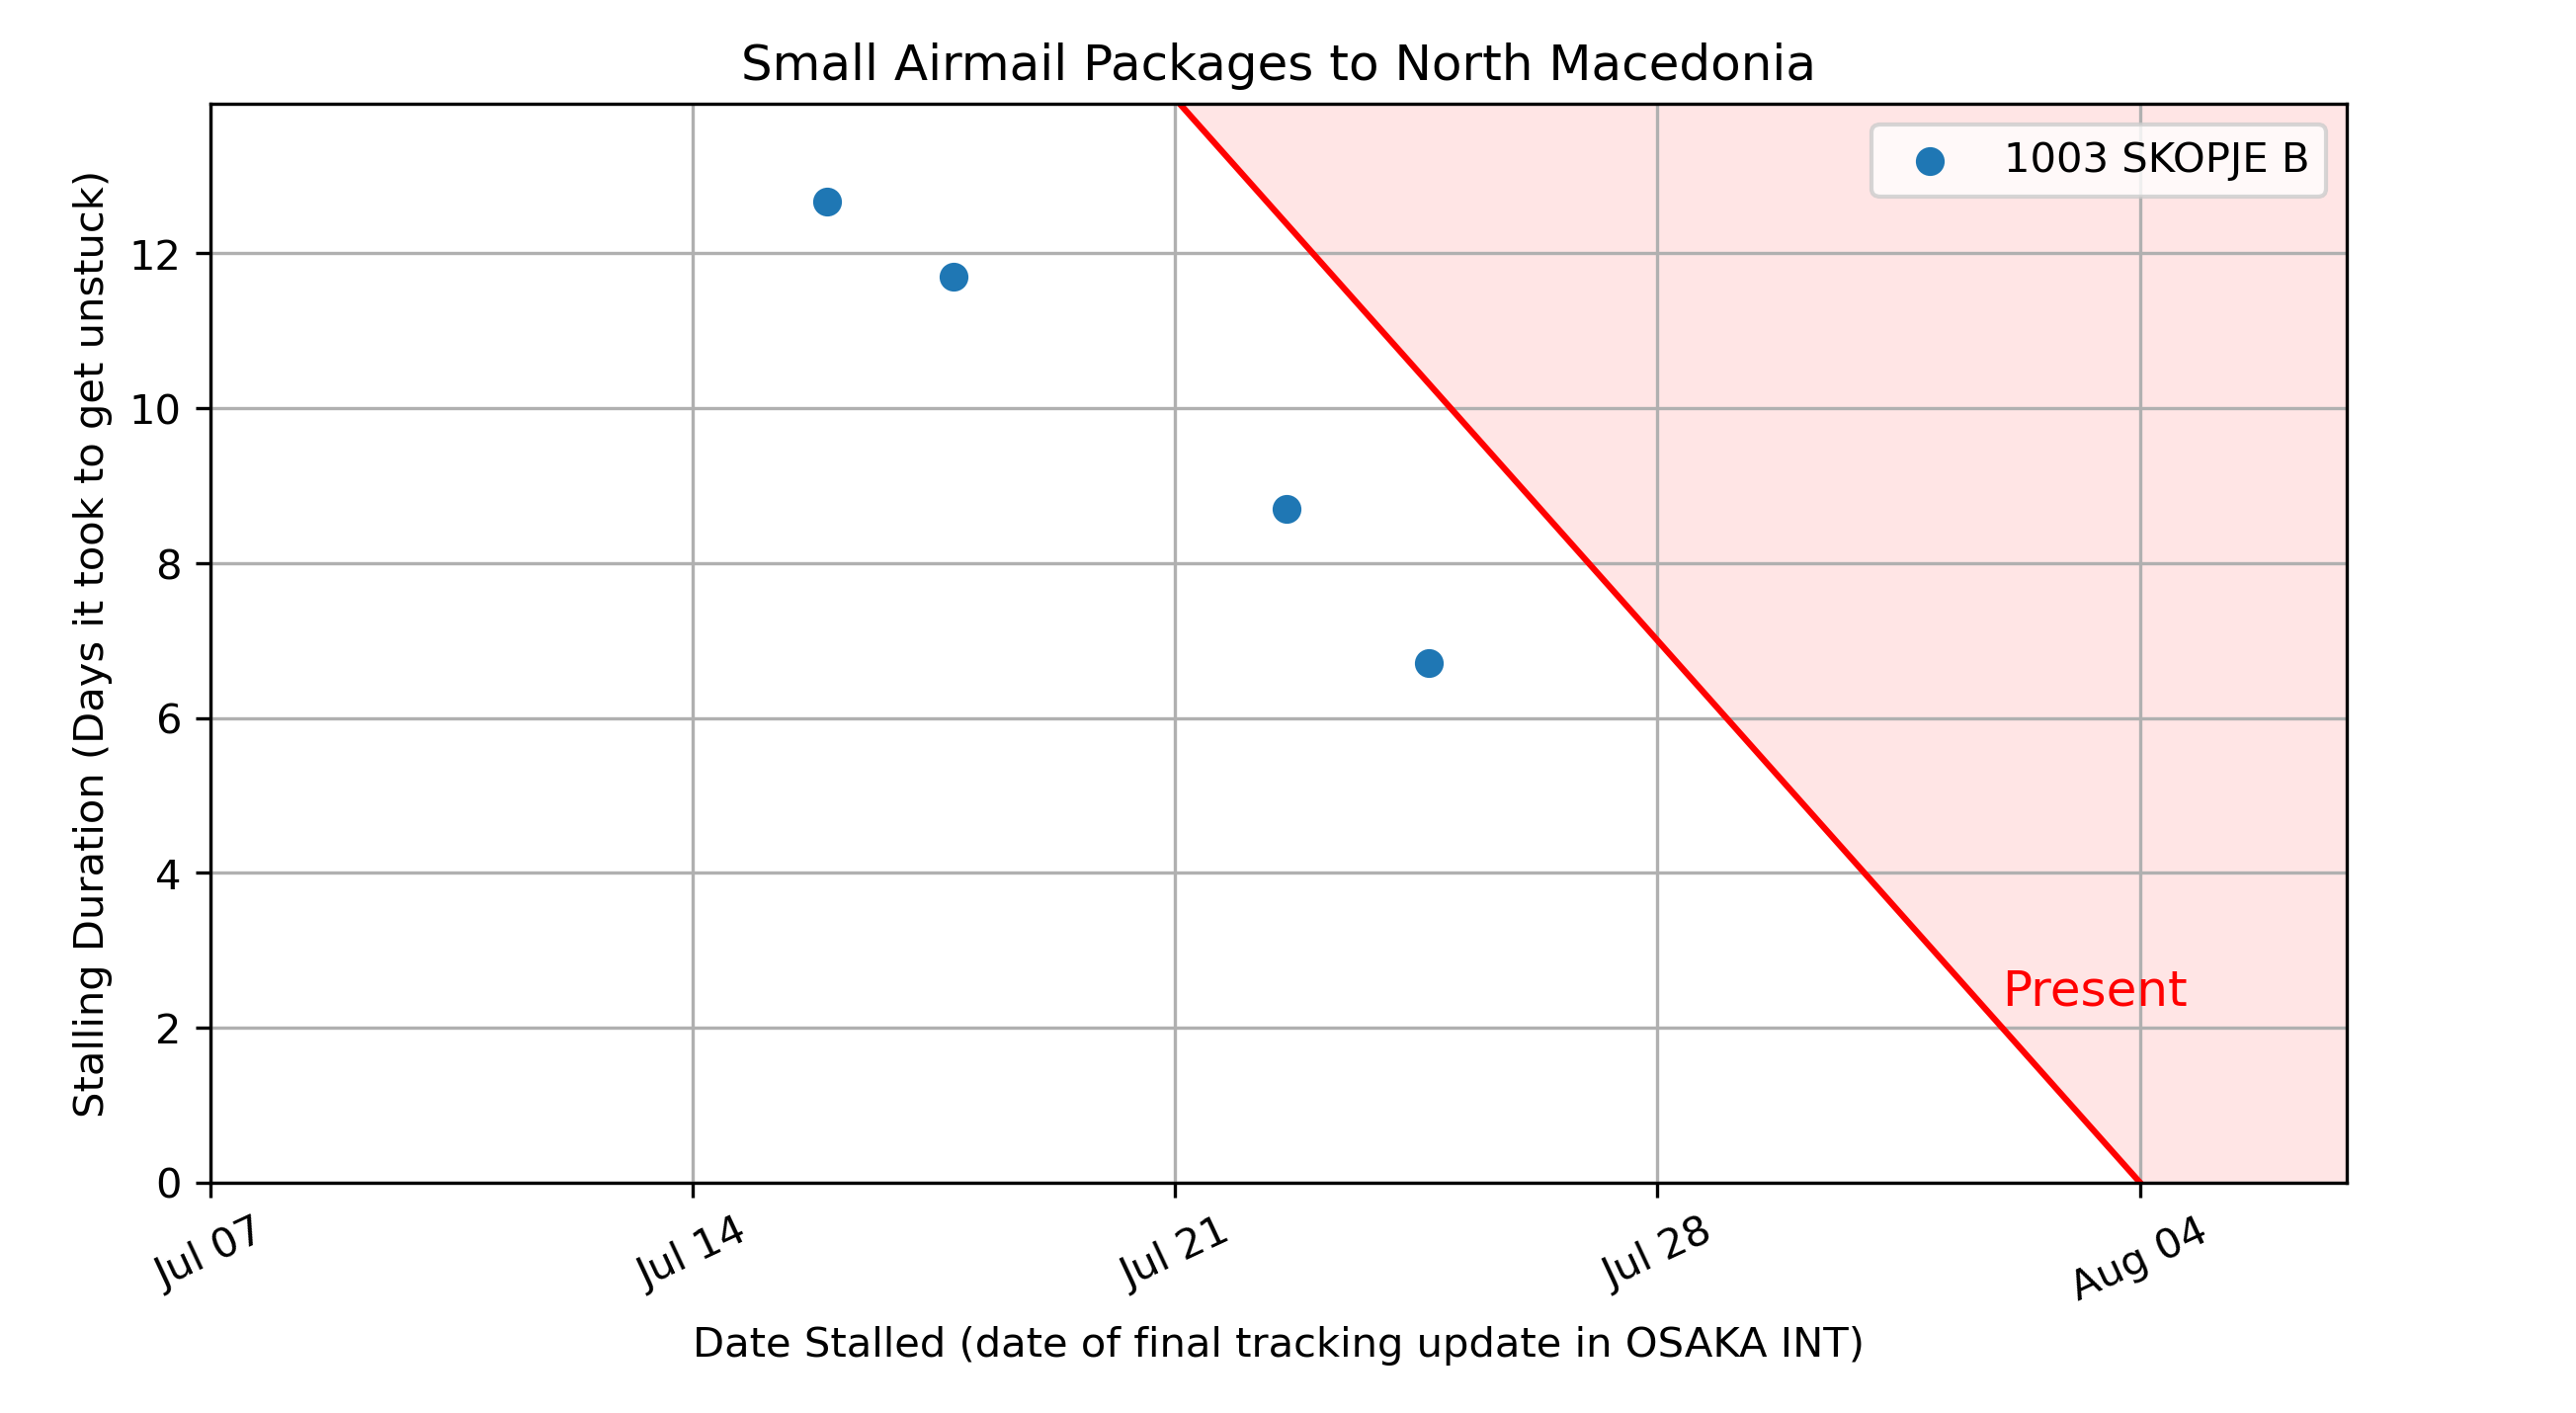 Small Airmail Packages to North Macedonia
1003 SKOPJE B
Stalling Duration (Days it took to get unstuck)
12
10
8
6
4
2
0
Present
Jul 07
Jul 14
Jul 21
Jul 28
Aug 04
Date Stalled (date of final tracking update in OSAKA INT)